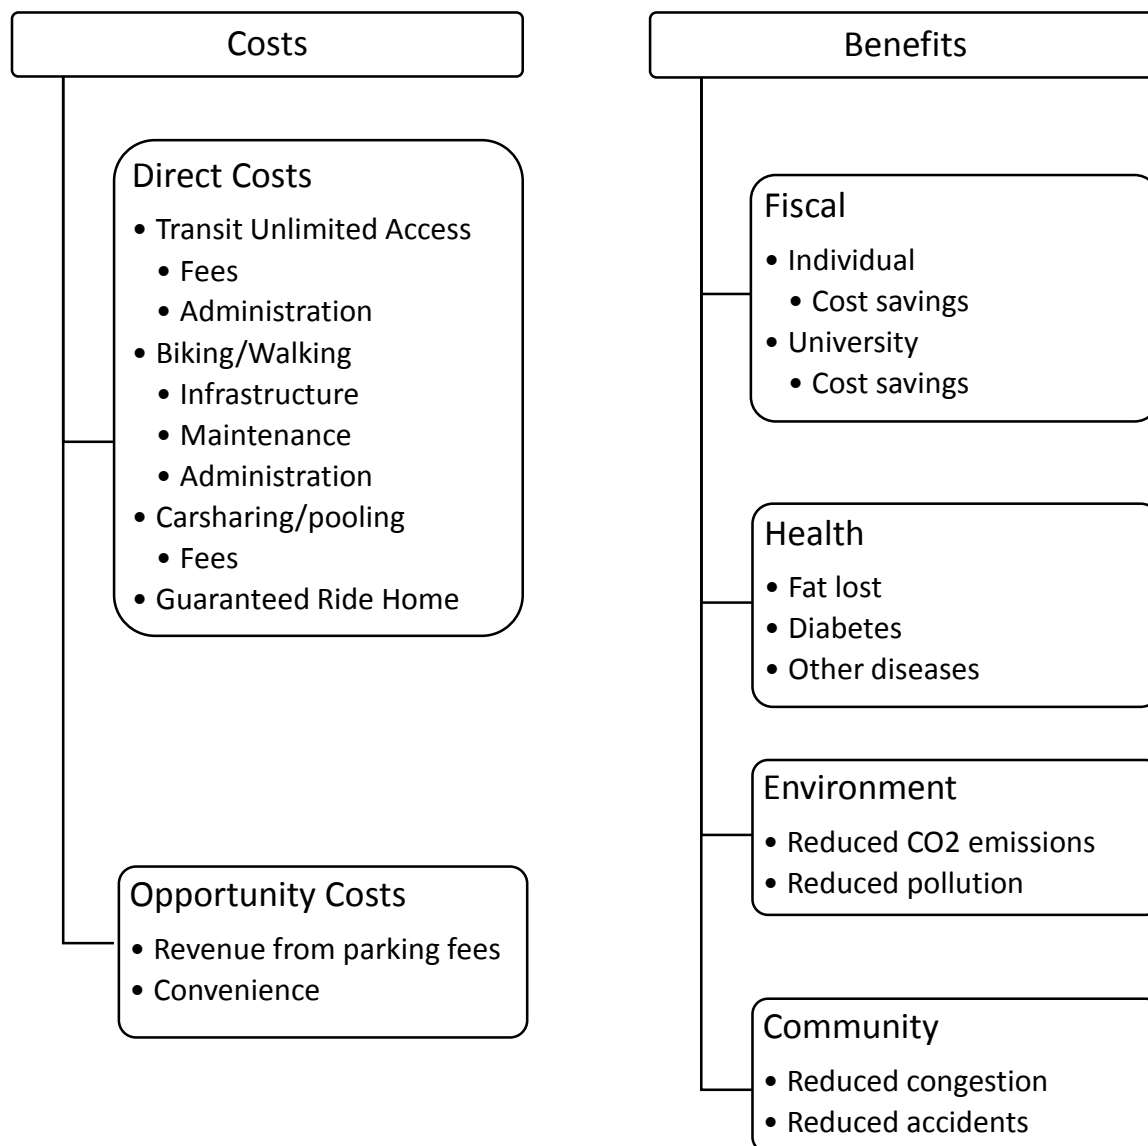 Costs
Direct Costs
• Transit Unlimited Access
• Fees
• Administration
• Biking/Walking
• Infrastructure
• Maintenance
• Administration
• Carsharing/pooling
• Fees
• Guaranteed Ride Home
Opportunity Costs
• Revenue from parking fees
• Convenience
Benefits
Fiscal
• Individual
• Cost savings
• University
• Cost savings
Health
• Fat lost
• Diabetes
• Other diseases
Environment
• Reduced CO2 emissions
• Reduced pollution
Community
• Reduced congestion
• Reduced accidents